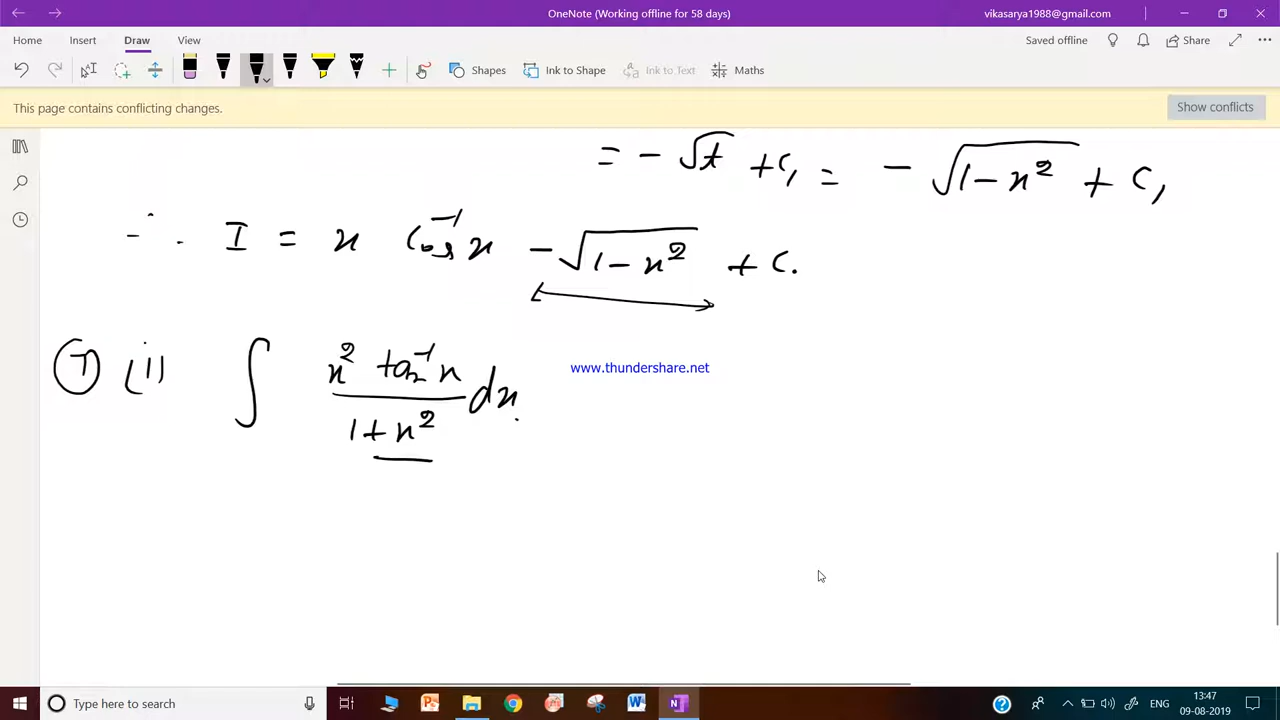 OneNote (Working offline for 58 days)
vikasarya1988@gmail.com
Home Insert Draw View
Saved offline
Share
Ink to Shape
Shapes
Ink to Text
Maths
This page contains conflicting changes.
Show conflicts
= - √t + C₁ = - √(1-x²) + C₁
∴ I = x Cos⁻¹x - √(1-x²) + C.
⑦ (i) ∫ (x² tan⁻¹x)/(1+x²) dx.
www.thundershare.net
Type here to search
ENG
13:47
09-08-2019